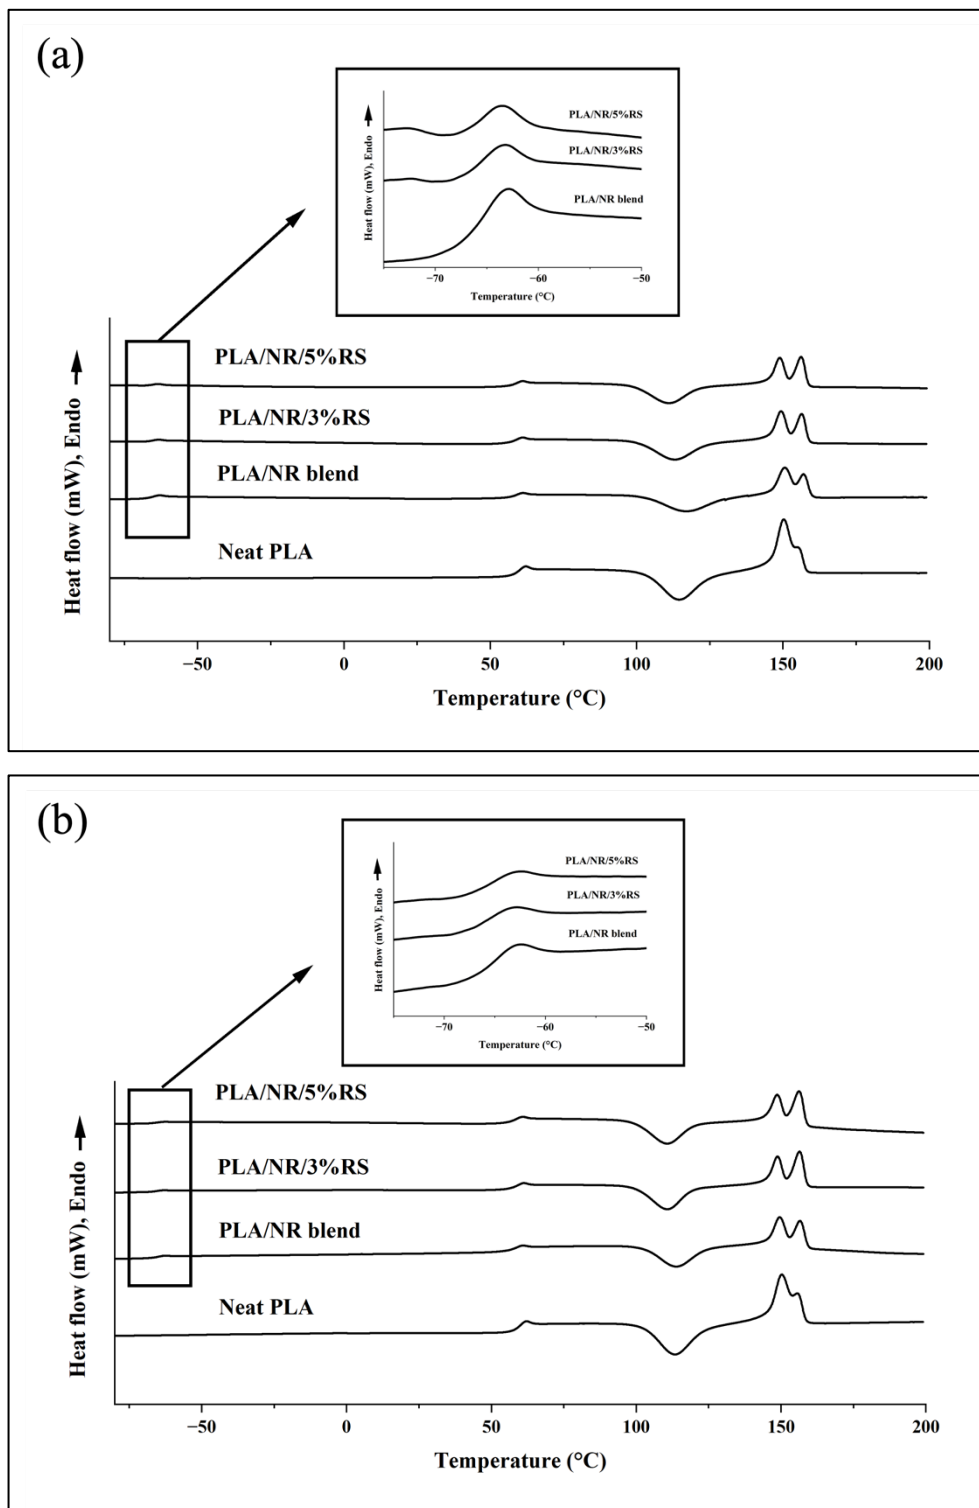 (a)
PLA/NR/5%RS
PLA/NR/3%RS
PLA/NR blend
Heat flow (mW), Endo
−70
−60
−50
Temperature (°C)
PLA/NR/5%RS
PLA/NR/3%RS
PLA/NR blend
Neat PLA
Heat flow (mW), Endo
−50
0
50
100
150
200
Temperature (°C)
(b)
PLA/NR/5%RS
PLA/NR/3%RS
PLA/NR blend
Heat flow (mW), Endo
−70
−60
−50
Temperature (°C)
PLA/NR/5%RS
PLA/NR/3%RS
PLA/NR blend
Neat PLA
Heat flow (mW), Endo
−50
0
50
100
150
200
Temperature (°C)